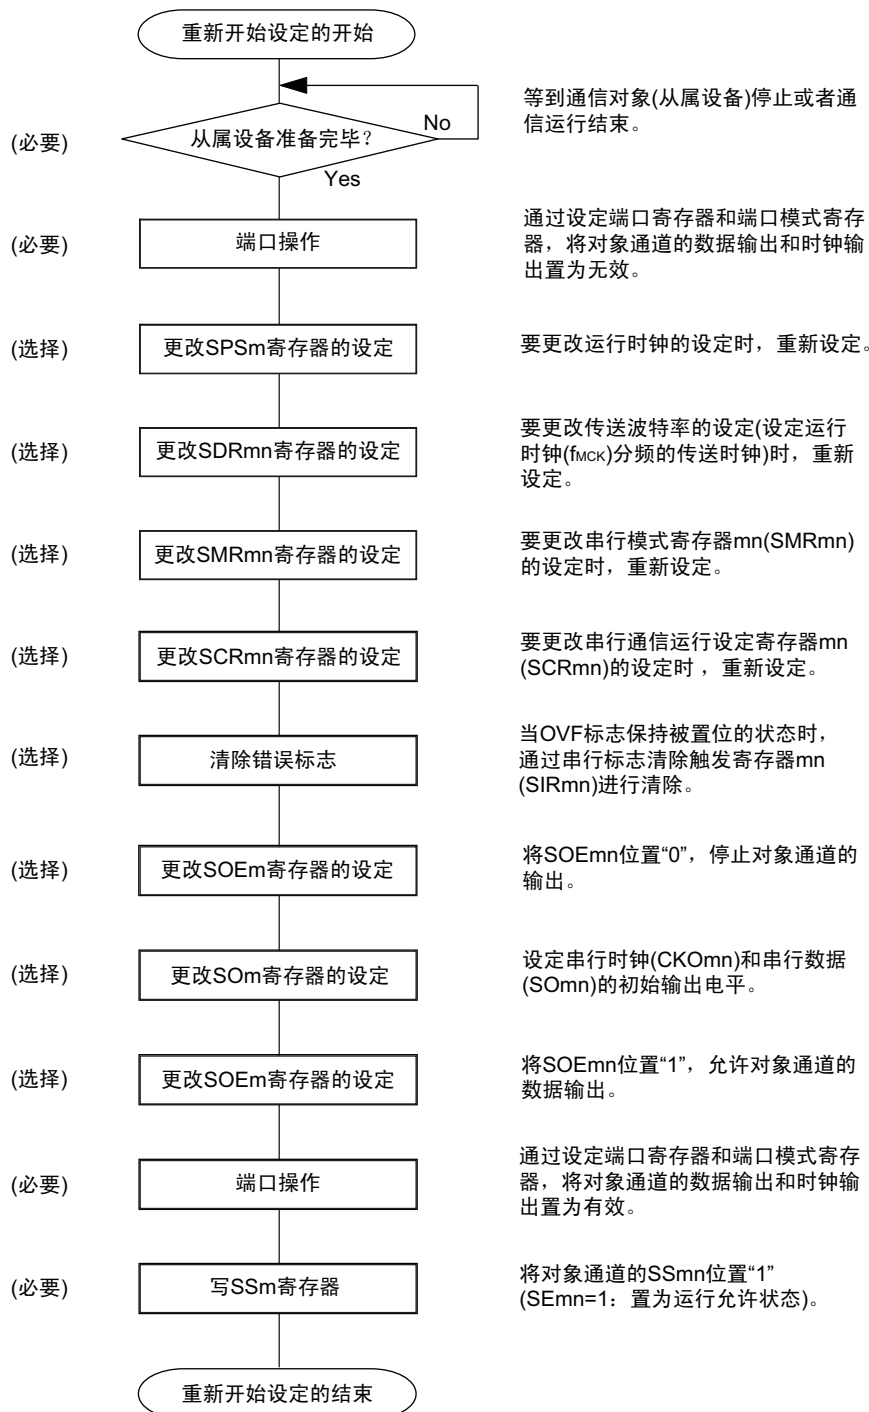 重新开始设定的开始
(必要)
从属设备准备完毕？
No
Yes
等到通信对象(从属设备)停止或者通
信运行结束。
(必要)
端口操作
通过设定端口寄存器和端口模式寄存
器，将对象通道的数据输出和时钟输
出置为无效。
(选择)
更改SPSm寄存器的设定
要更改运行时钟的设定时，重新设定。
(选择)
更改SDRmn寄存器的设定
要更改传送波特率的设定(设定运行
时钟(fMCK)分频的传送时钟)时，重新
设定。
(选择)
更改SMRmn寄存器的设定
要更改串行模式寄存器mn(SMRmn)
的设定时，重新设定。
(选择)
更改SCRmn寄存器的设定
要更改串行通信运行设定寄存器mn
(SCRmn)的设定时，重新设定。
(选择)
清除错误标志
当OVF标志保持被置位的状态时，
通过串行标志清除触发寄存器mn
(SIRmn)进行清除。
(选择)
更改SOEm寄存器的设定
将SOEmn位置“0”，停止对象通道的
输出。
(选择)
更改SOm寄存器的设定
设定串行时钟(CKOmn)和串行数据
(SOmn)的初始输出电平。
(选择)
更改SOEm寄存器的设定
将SOEmn位置“1”，允许对象通道的
数据输出。
(必要)
端口操作
通过设定端口寄存器和端口模式寄存
器，将对象通道的数据输出和时钟输
出置为有效。
(必要)
写SSm寄存器
将对象通道的SSmn位置“1”
(SEmn=1：置为运行允许状态)。
重新开始设定的结束